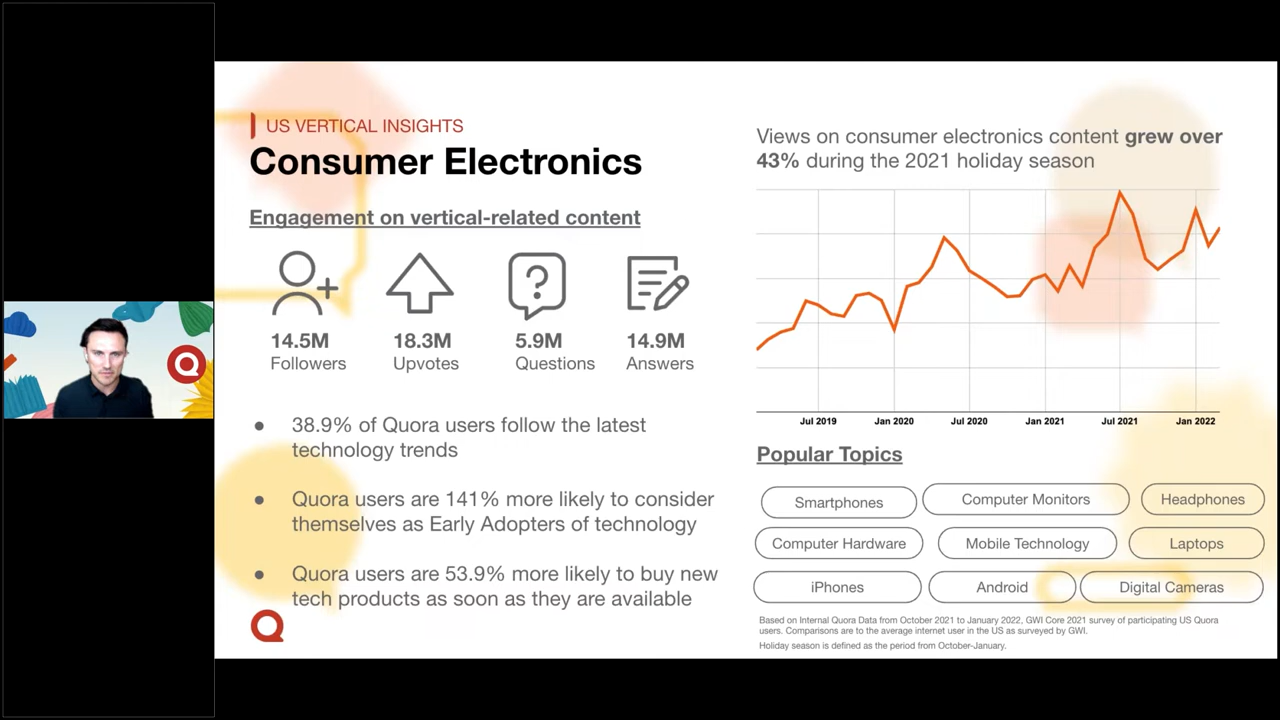 US VERTICAL INSIGHTS
Consumer Electronics
Engagement on vertical-related content
14.5M
Followers
18.3M
Upvotes
5.9M
Questions
14.9M
Answers
● 38.9% of Quora users follow the latest
technology trends
● Quora users are 141% more likely to consider
themselves as Early Adopters of technology
● Quora users are 53.9% more likely to buy new
tech products as soon as they are available
Views on consumer electronics content grew over
43% during the 2021 holiday season
Jul 2019 Jan 2020 Jul 2020 Jan 2021 Jul 2021 Jan 2022
Popular Topics
Smartphones Computer Monitors Headphones
Computer Hardware Mobile Technology Laptops
iPhones Android Digital Cameras
Based on Internal Quora Data from October 2021 to January 2022, GWI Core 2021 survey of participating US Quora
users. Comparisons are to the average internet user in the US as surveyed by GWI.
Holiday season is defined as the period from October-January.